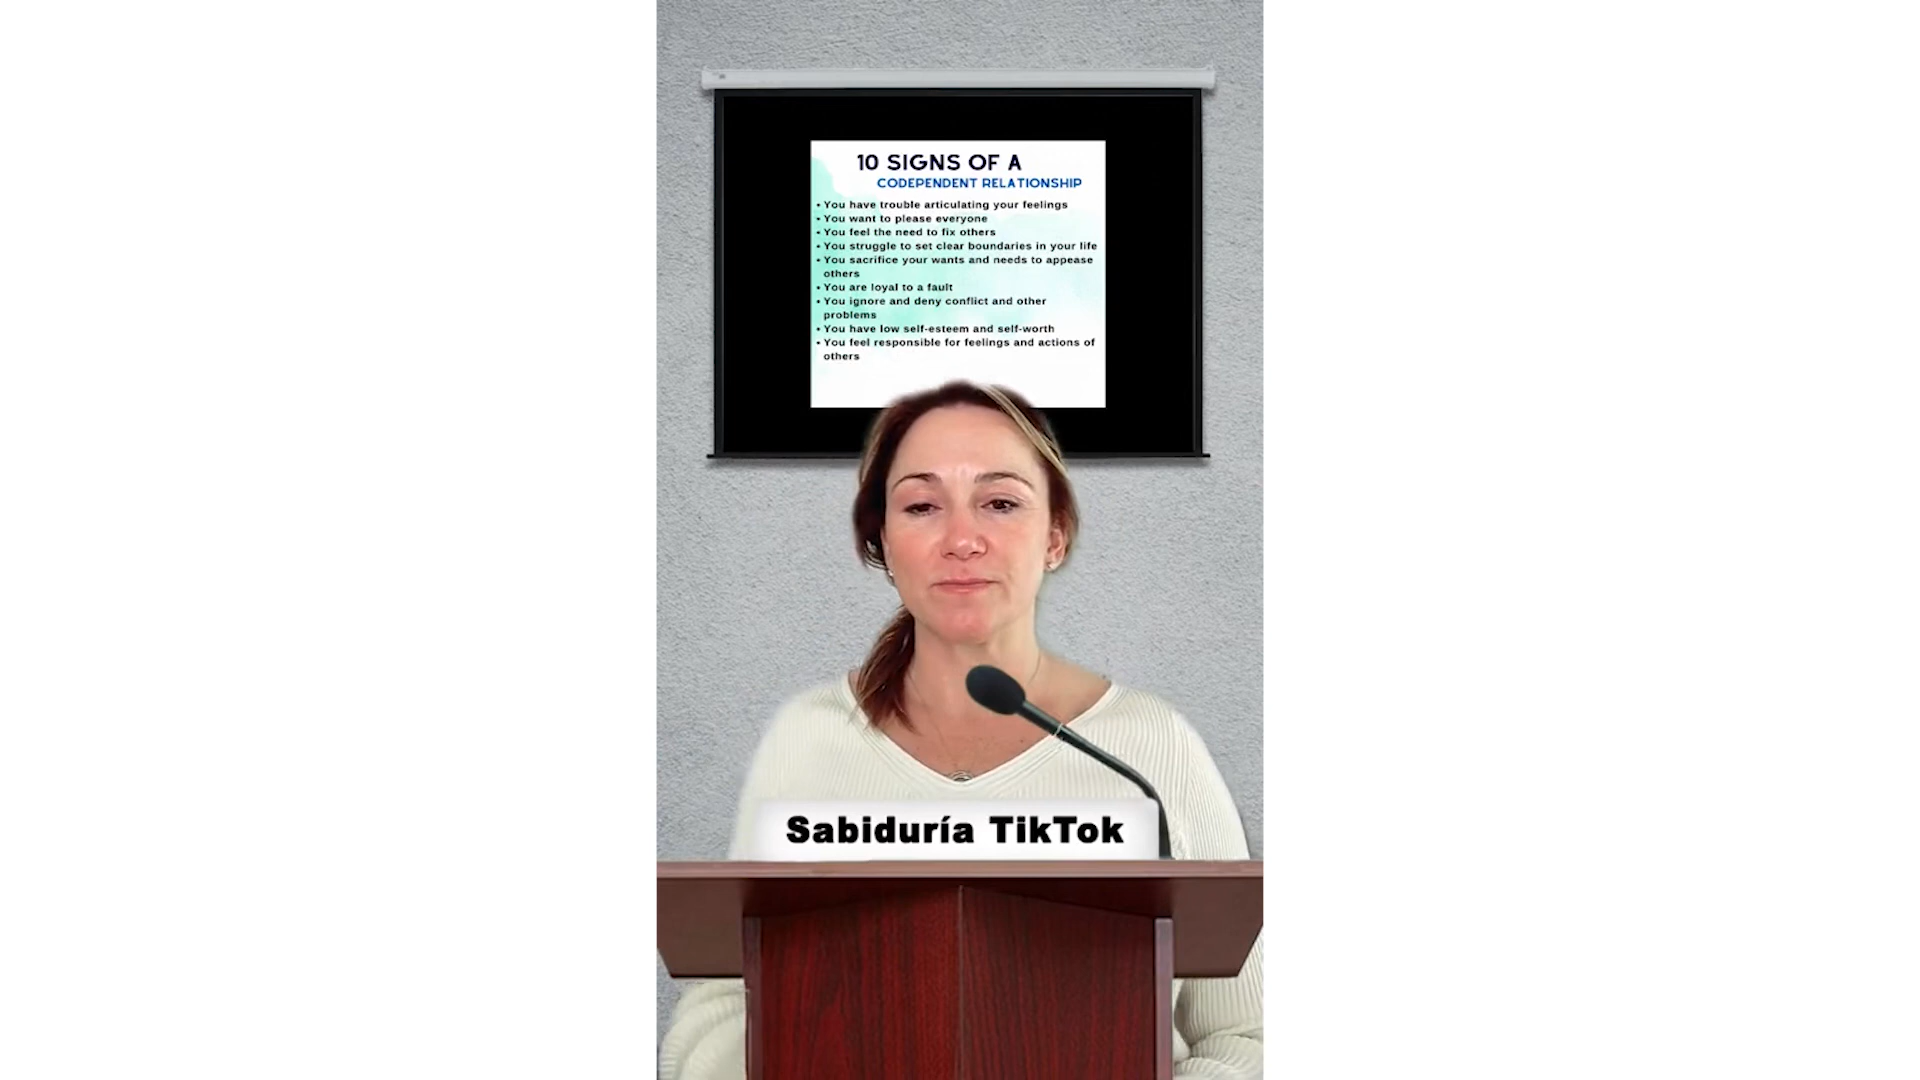 10 SIGNS OF A
CODEPENDENT RELATIONSHIP
• You have trouble articulating your feelings
• You want to please everyone
• You feel the need to fix others
• You struggle to set clear boundaries in your life
• You sacrifice your wants and needs to appease
others
• You are loyal to a fault
• You ignore and deny conflict and other
problems
• You have low self-esteem and self-worth
• You feel responsible for feelings and actions of
others
Sabiduría TikTok